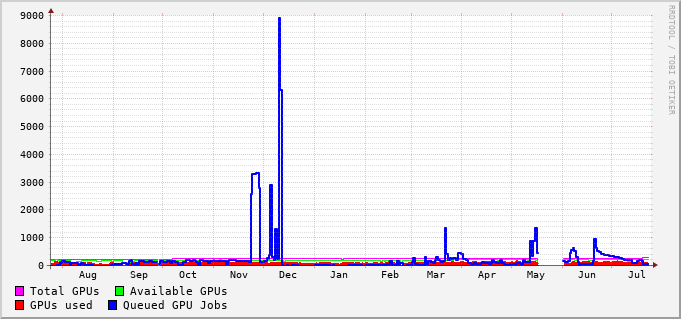 9000
8000
7000
6000
5000
4000
3000
2000
1000
0
Aug Sep Oct Nov Dec Jan Feb Mar Apr May Jun Jul
Total GPUs Available GPUs
GPUs used Queued GPU Jobs
RRDTOOL / TOBI OETIKER